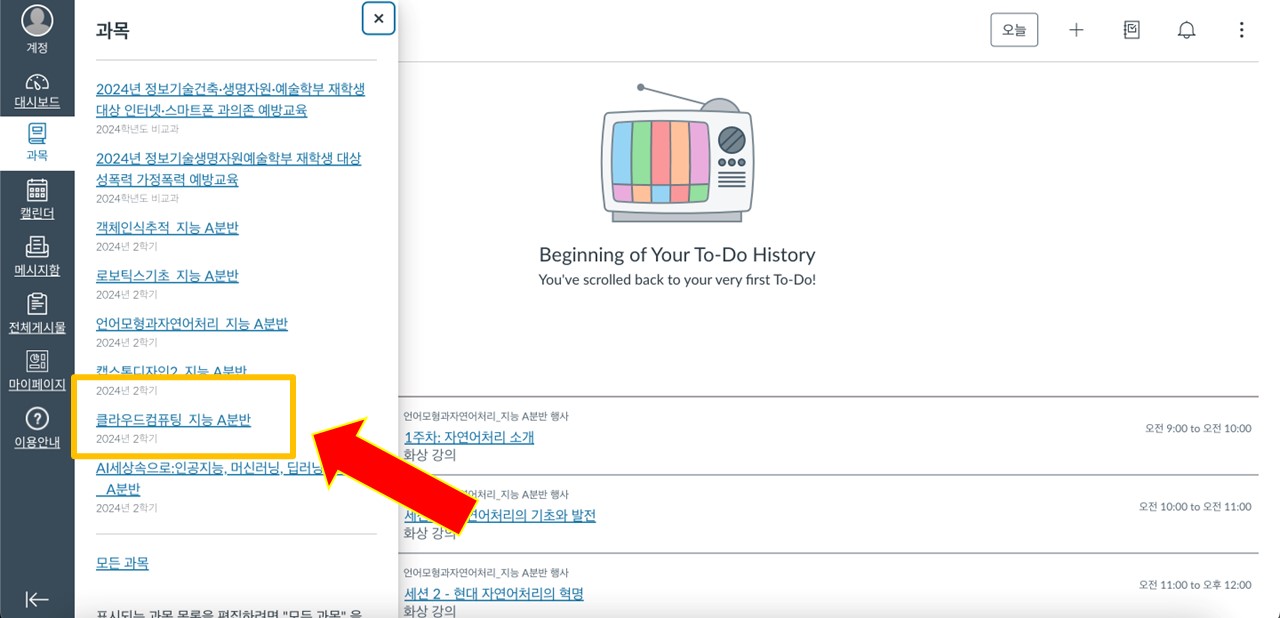 계정
대시보드
과목
캘린더
메시지함
전체게시물
마이페이지
이용안내
과목
2024년 정보기술건축·생명자원·예술학부 재학생
대상 인터넷·스마트폰 과의존 예방교육
2024학년도 비교과
2024년 정보기술생명자원예술학부 재학생 대상
성폭력 가정폭력 예방교육
2024학년도 비교과
객체인식추적_지능 A분반
2024년 2학기
로보틱스기초_지능 A분반
2024년 2학기
언어모형과자연어처리_지능 A분반
2024년 2학기
캡스톤디자인2_지능 A분반
2024년 2학기
클라우드컴퓨팅_지능 A분반
2024년 2학기
AI세상속으로:인공지능, 머신러닝, 딥러닝
_A분반
2024년 2학기
모든 과목
표시되는 과목 목록을 편집하려면 "모든 과목" 을
오늘
Beginning of Your To-Do History
You've scrolled back to your very first To-Do!
언어모형과자연어처리_지능 A분반 행사
1주차: 자연어처리 소개
화상 강의
오전 9:00 to 오전 10:00
자연어처리_지능 A분반 행사
자연어처리의 기초와 발전
화상 강의
오전 10:00 to 오전 11:00
언어모형과자연어처리_지능 A분반 행사
세션 2 - 현대 자연어처리의 혁명
화상 강의
오전 11:00 to 오후 12:00